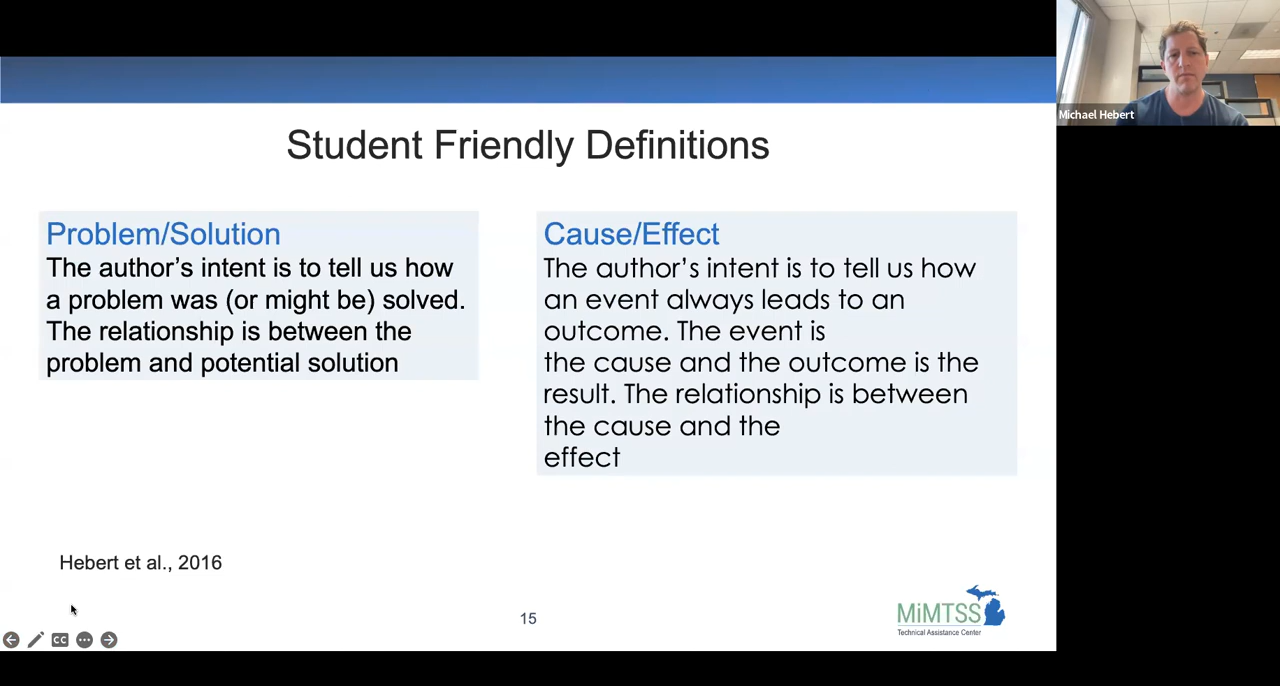 Student Friendly Definitions
Problem/Solution
The author's intent is to tell us how
a problem was (or might be) solved.
The relationship is between the
problem and potential solution
Cause/Effect
The author's intent is to tell us how
an event always leads to an
outcome. The event is
the cause and the outcome is the
result. The relationship is between
the cause and the
effect
Hebert et al., 2016
15
MiMTSS
Technical Assistance Center
CC
Michael Hebert